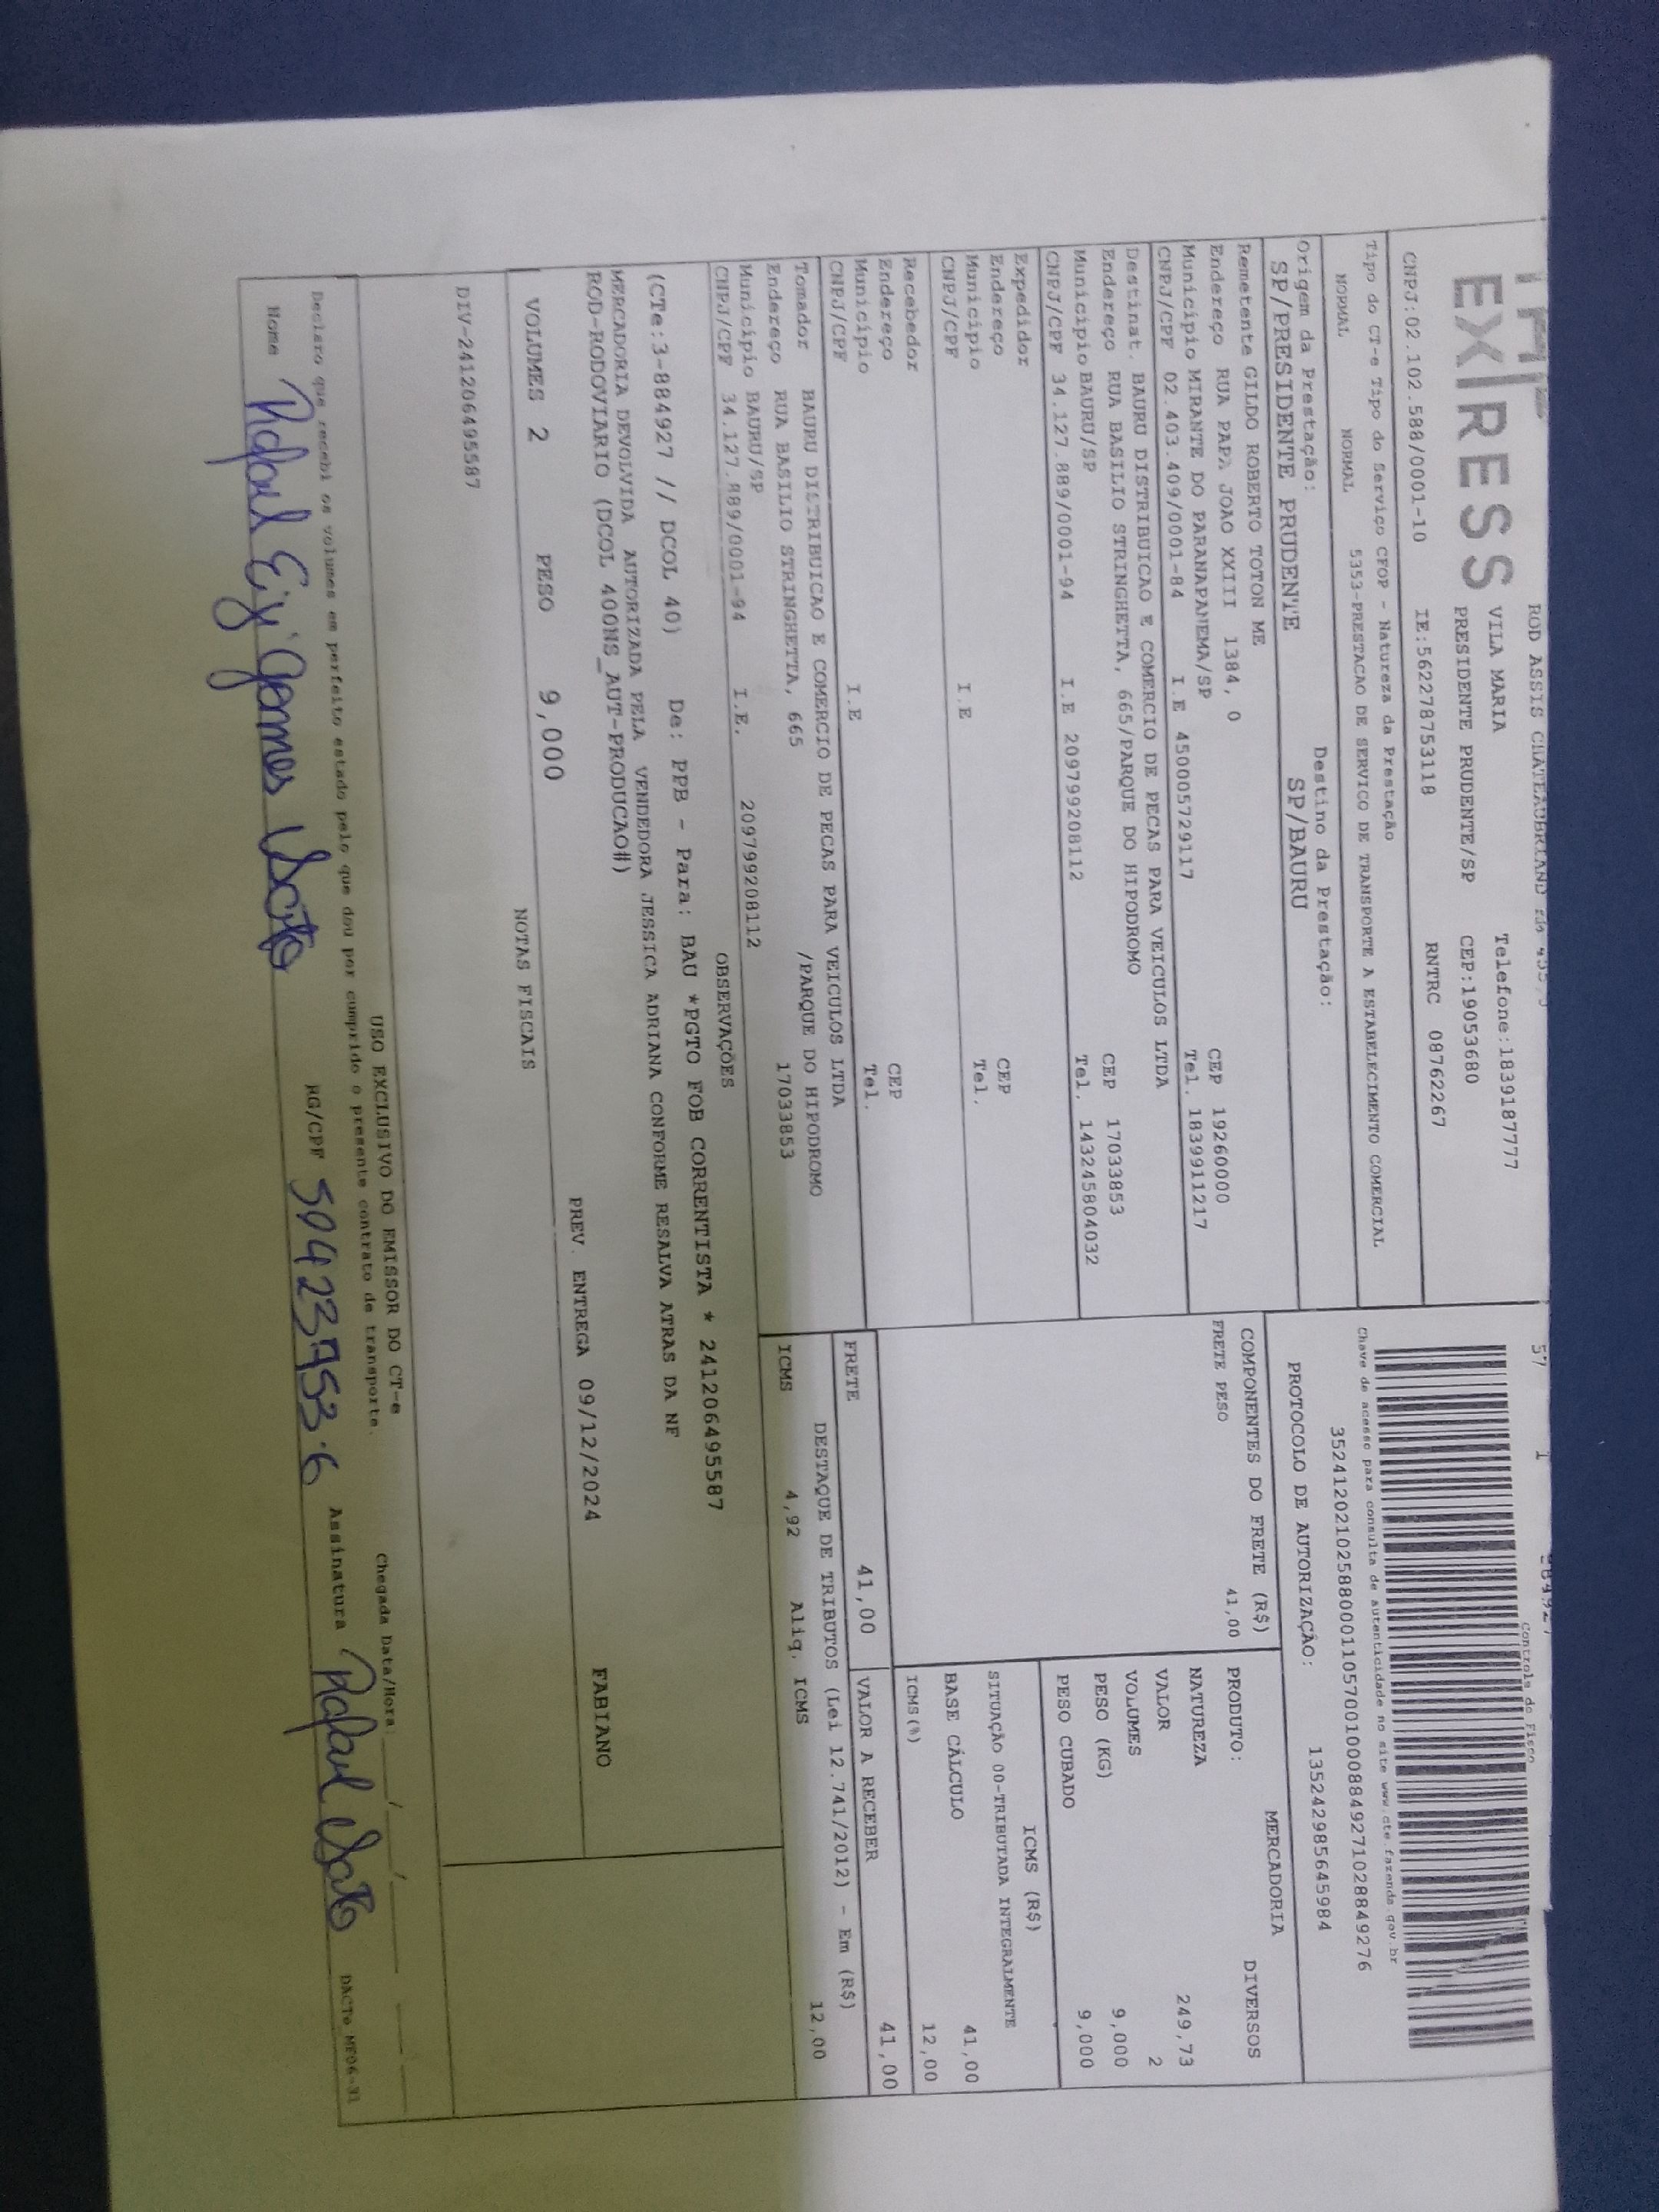 EXPRESS
ROD ASSIS CHATEAUBRIAND
VILA MARIA Telefone:1839187777
PRESIDENTE PRUDENTE/SP CEP:19053680
CNPJ:02.102.588/0001-10 IE:562278753118 RNTRC 08762267
Tipo do CT-e Tipo do Serviço CFOP - Natureza da Prestação
NORMAL NORMAL 5353-PRESTACAO DE SERVICO DE TRANSPORTE A ESTABELECIMENTO COMERCIAL
Origem da Prestação: Destino da Prestação:
SP/PRESIDENTE PRUDENTE SP/BAURU
Remetente GILDO ROBERTO TOTON ME
Endereço RUA PAPA JOAO XXIII 1384, 0 CEP 19260000
Município MIRANTE DO PARANAPANEMA/SP Tel. 1839911217
CNPJ/CPF 02.403.409/0001-84 I.E 450005729117
Destinat. BAURU DISTRIBUICAO E COMERCIO DE PECAS PARA VEICULOS LTDA
Endereço RUA BASILIO STRINGHETTA, 665/PARQUE DO HIPODROMO CEP 17033853
Município BAURU/SP Tel. 143245804032
CNPJ/CPF 34.127.889/0001-94 I.E 209799208112
Expedidor
Endereço CEP
Município Tel.
CNPJ/CPF I.E
Recebedor
Endereço CEP
Município Tel.
CNPJ/CPF I.E
Tomador BAURU DISTRIBUICAO E COMERCIO DE PECAS PARA VEICULOS LTDA
Endereço RUA BASILIO STRINGHETTA, 665 /PARQUE DO HIPODROMO
Município BAURU/SP 17033853
CNPJ/CPF 34.127.889/0001-94 I.E. 209799208112
57 1
Controle do Fisco
Chave de acesso para consulta de autenticidade no site www.cte.fazenda.gov.br
35241202102588000110570010008849271028849276
PROTOCOLO DE AUTORIZAÇÃO: 135242985645984
COMPONENTES DO FRETE (R$)
FRETE PESO 41,00
MERCADORIA
PRODUTO: DIVERSOS
NATUREZA
VALOR 249,73
VOLUMES 2
PESO (KG) 9,000
PESO CUBADO 9,000
ICMS (R$)
SITUAÇÃO 00-TRIBUTADA INTEGRALMENTE
BASE CÁLCULO 41,00
ICMS(%) 12,00
FRETE 41,00 VALOR A RECEBER 41,00
DESTAQUE DE TRIBUTOS (Lei 12.741/2012) - Em (R$)
ICMS 4,92 Aliq. ICMS 12,00
OBSERVAÇÕES
(CTe:3-884927 // DCOL 40) De: PPB - Para: BAU *PGTO FOB CORRENTISTA * 241206495587
MERCADORIA DEVOLVIDA AUTORIZADA PELA VENDEDORA JESSICA ADRIANA CONFORME RESALVA ATRAS DA NF
ROD-RODOVIARIO (DCOL 400NS_AUT-PRODUCAO#)
PREV. ENTREGA 09/12/2024 FABIANO
VOLUMES 2 PESO 9,000
NOTAS FISCAIS
DIV-241206495587
USO EXCLUSIVO DO EMISSOR DO CT-e
Declaro que recebi os volumes em perfeito estado pelo que dou por cumprido o presente contrato de transporte. Chegada Data/Hora: / /
Nome Rafael Eiji Gomes Sato RG/CPF 50423753-6 Assinatura Rafael Sato
DACTe MF06-31